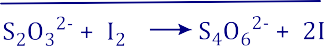 S₂O₃²⁻ + I₂ ⟶ S₄O₆²⁻ + 2I